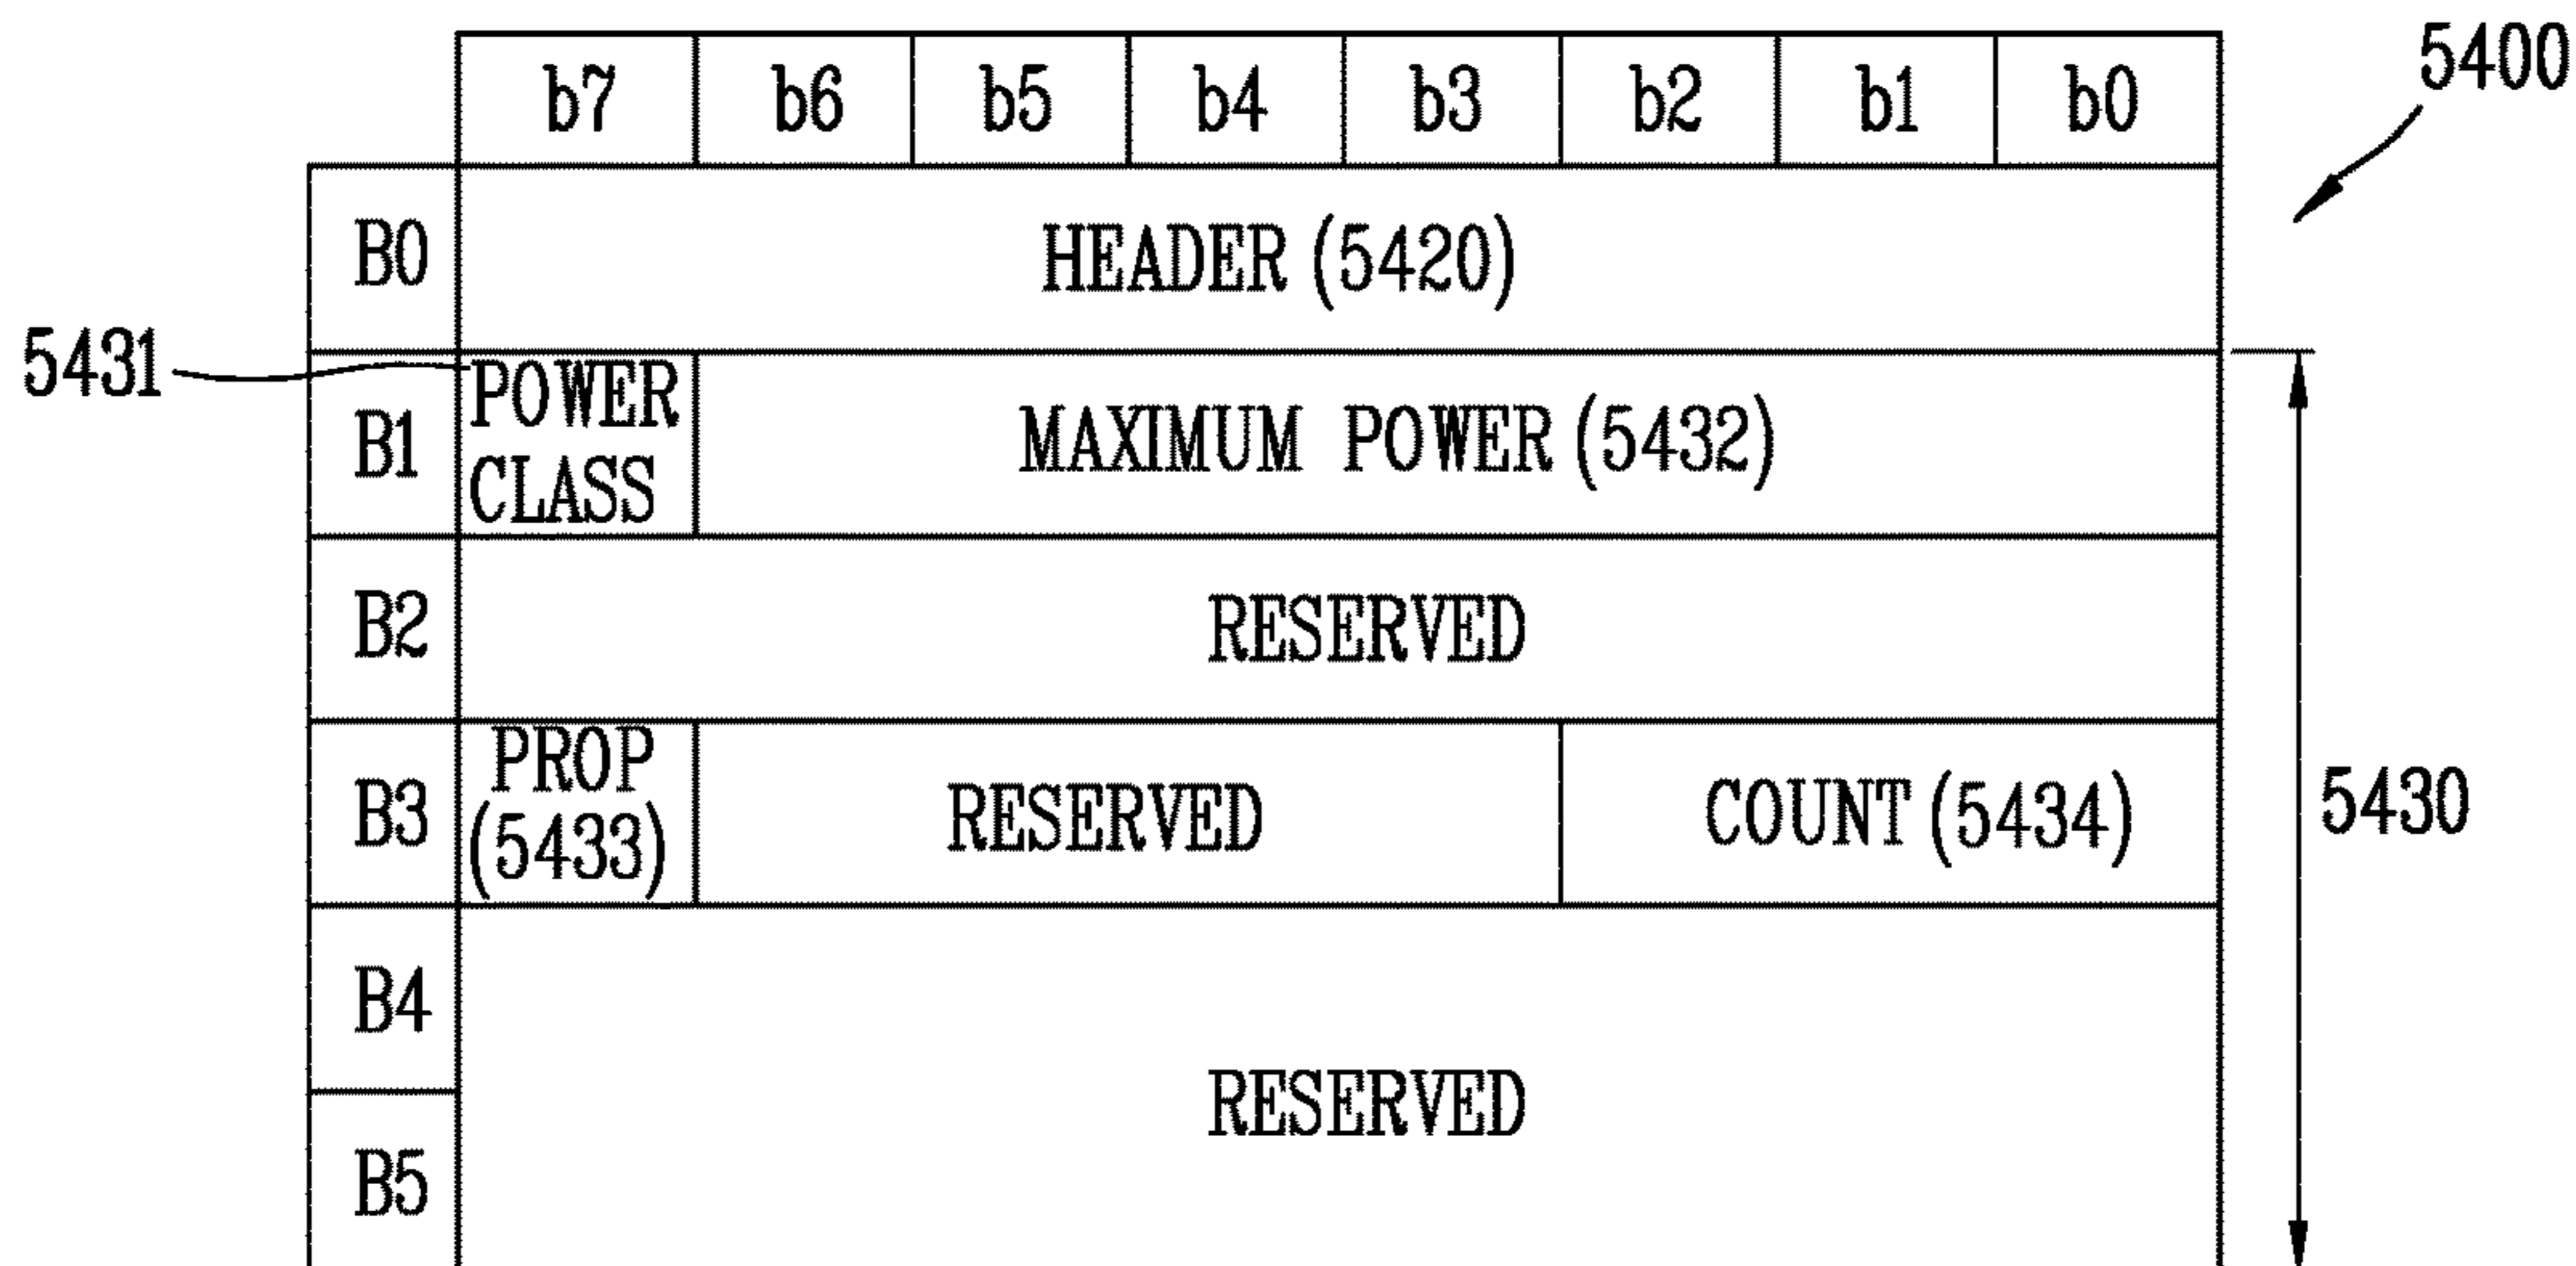 b7 b6 b5 b4 b3 b2 b1 b0
5400
B0 HEADER (5420)
5431
B1 POWER CLASS MAXIMUM POWER (5432)
B2 RESERVED
B3 PROP (5433) RESERVED COUNT (5434)
5430
B4
RESERVED
B5